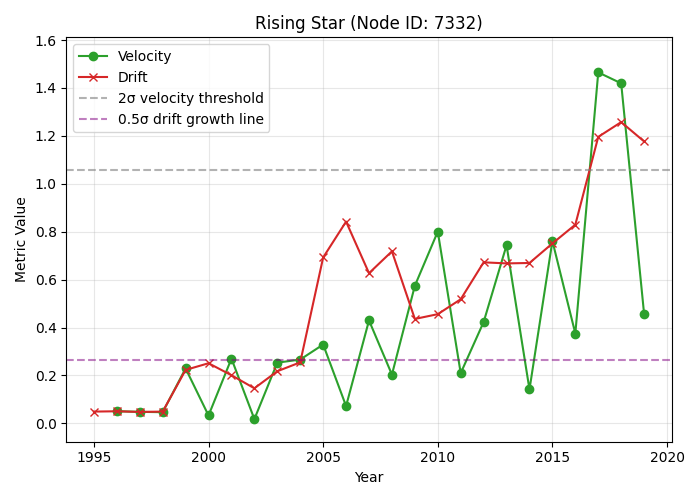 Rising Star (Node ID: 7332)
Velocity
Drift
2σ velocity threshold
0.5σ drift growth line
Metric Value
1.6
1.4
1.2
1.0
0.8
0.6
0.4
0.2
0.0
1995
2000
2005
2010
2015
2020
Year